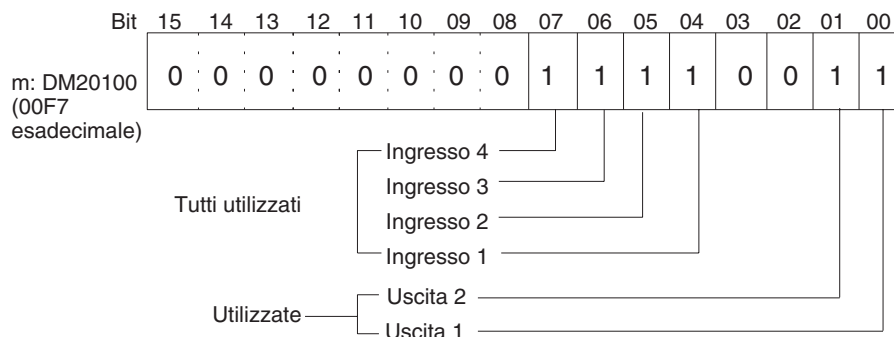 Bit 15 14 13 12 11 10 09 08 07 06 05 04 03 02 01 00
m: DM20100
(00F7
esadecimale)
0 0 0 0 0 0 0 0 1 1 1 1 0 0 1 1
Tutti utilizzati
Ingresso 4
Ingresso 3
Ingresso 2
Ingresso 1
Utilizzate
Uscita 2
Uscita 1